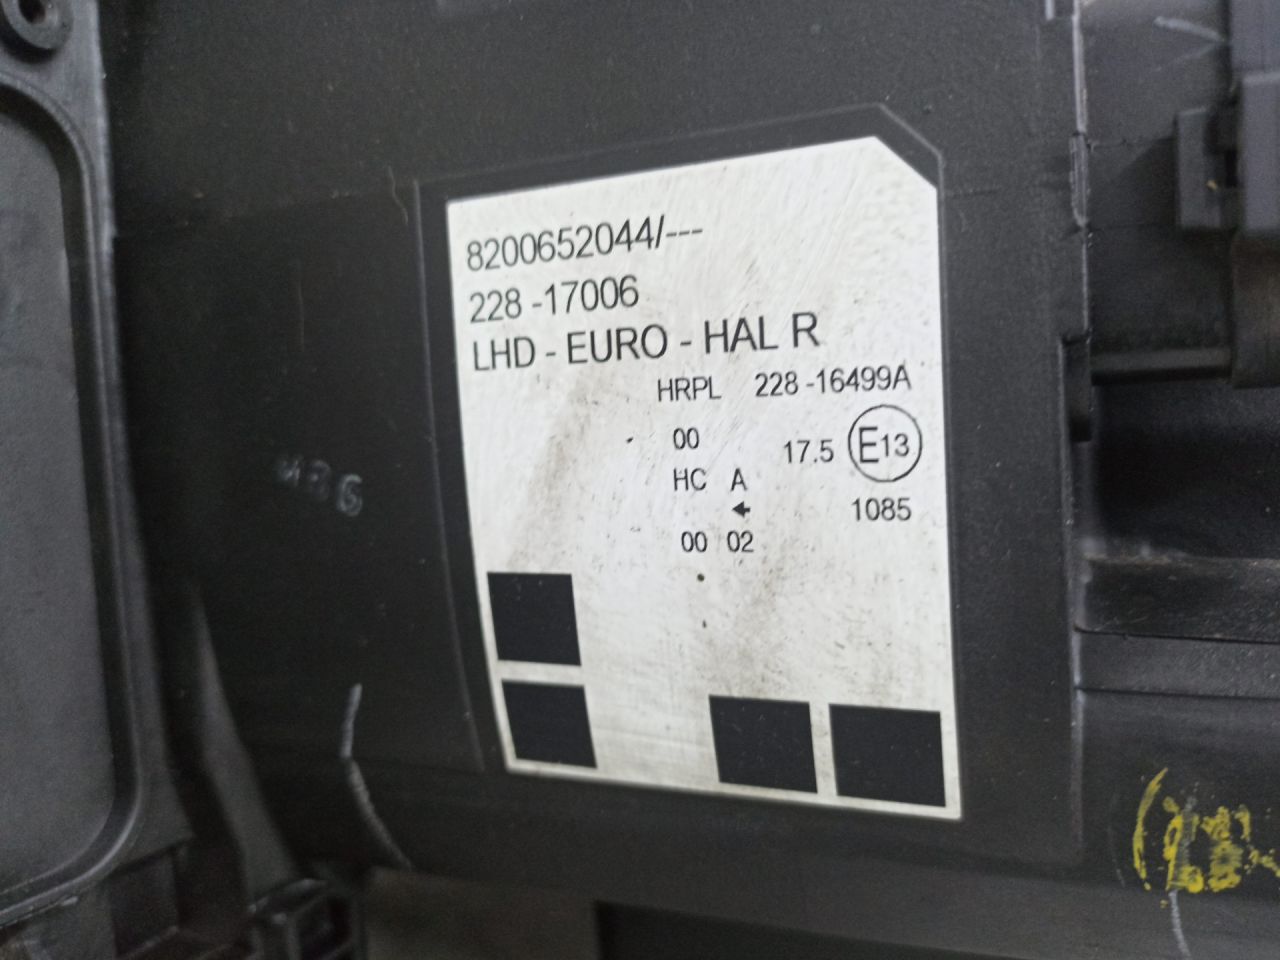 8200652044/---
228 -17006
LHD - EURO - HAL R
HRPL 228 -16499A
00 17.5 E13
HC A
1085
00 02